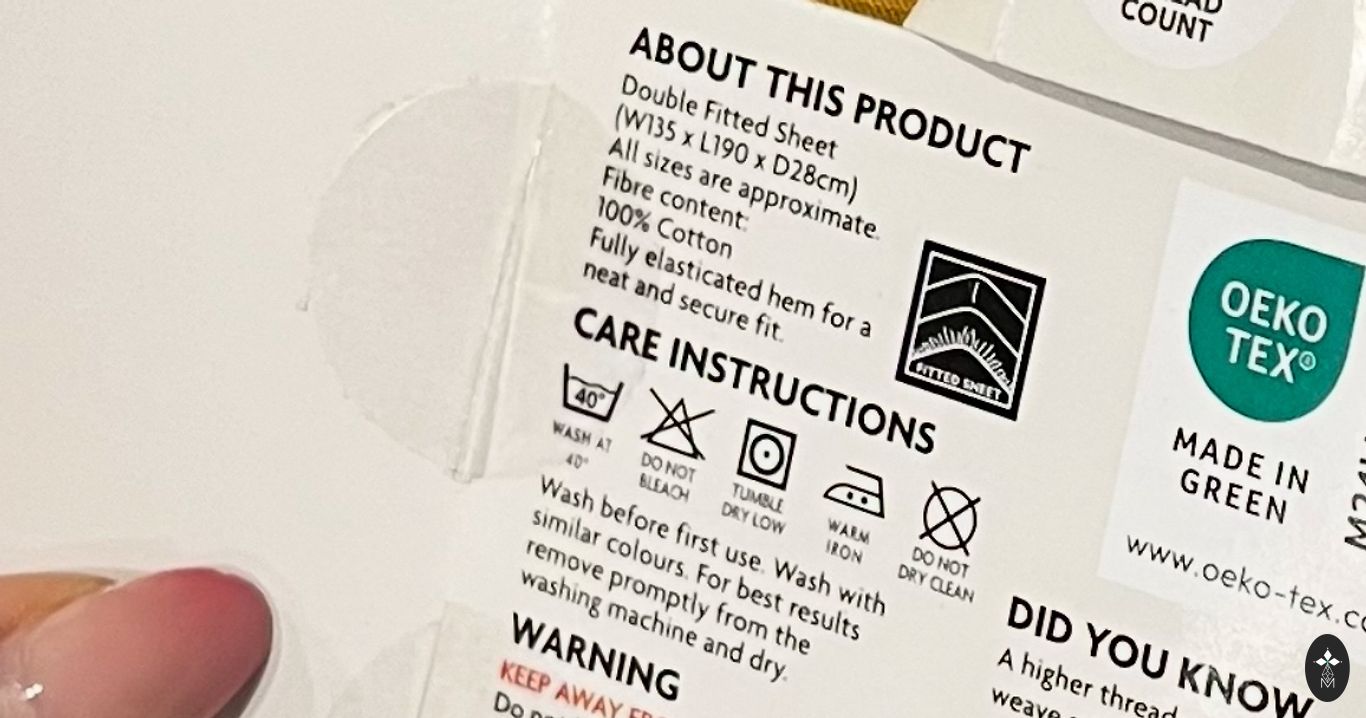 COUNT
ABOUT THIS PRODUCT
Double Fitted Sheet
(W135 x L190 x D28cm)
All sizes are approximate.
Fibre content:
100% Cotton
Fully elasticated hem for a
neat and secure fit.
FITTED SHEET
CARE INSTRUCTIONS
40°
WASH AT
40°
DO NOT
BLEACH
TUMBLE
DRY LOW
WARM
IRON
DO NOT
DRY CLEAN
Wash before first use. Wash with
similar colours. For best results
remove promptly from the
washing machine and dry.
WARNING
KEEP AWAY
Do
OEKO
TEX®
MADE IN
GREEN
www.oeko-tex.co
DID YOU KNOW
A higher thread
weave
M